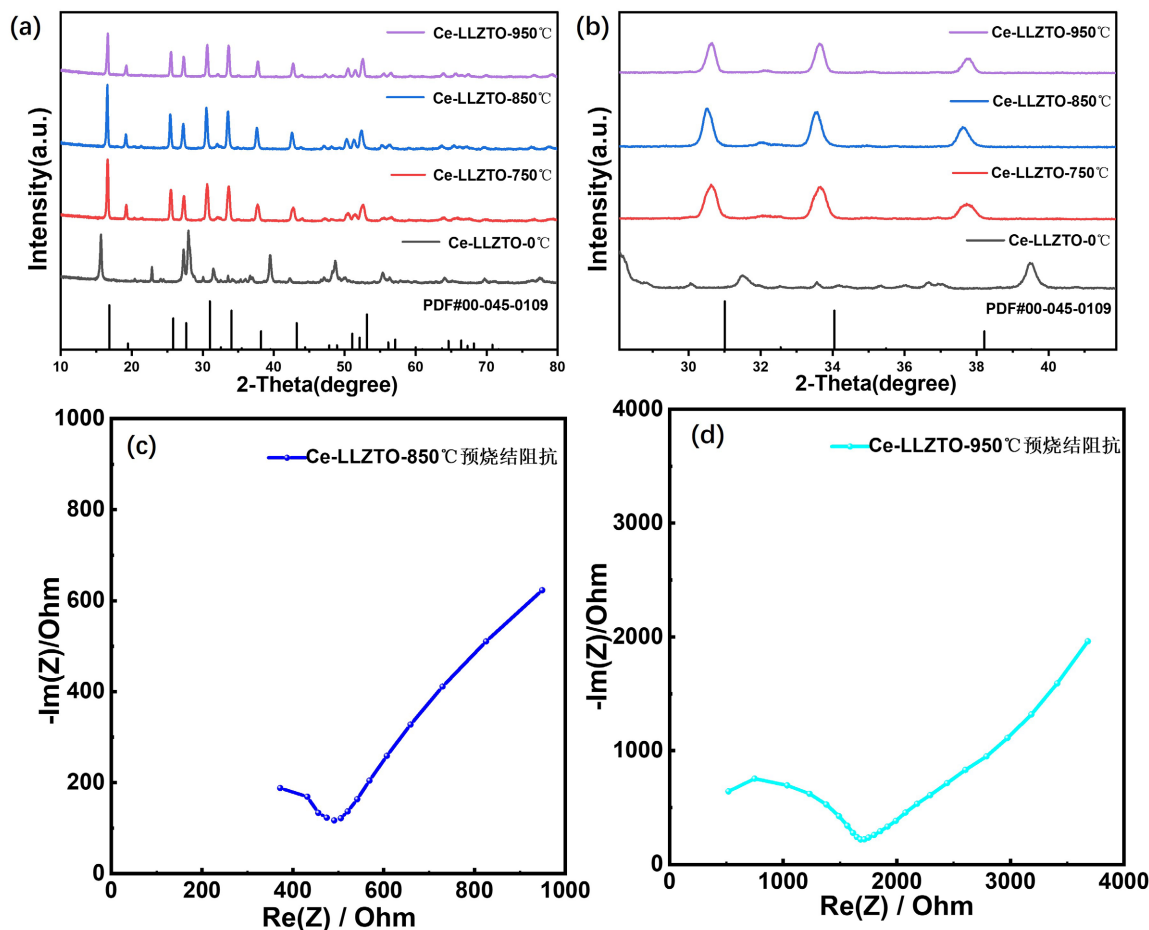 (a)
Ce-LLZTO-950℃
Ce-LLZTO-850℃
Ce-LLZTO-750℃
Ce-LLZTO-0℃
PDF#00-045-0109
Intensity(a.u.)
10 20 30 40 50 60 70 80
2-Theta(degree)
(b)
Ce-LLZTO-950℃
Ce-LLZTO-850℃
Ce-LLZTO-750℃
Ce-LLZTO-0℃
PDF#00-045-0109
Intensity(a.u.)
30 32 34 36 38 40
2-Theta(degree)
(c)
Ce-LLZTO-850℃预烧结阻抗
1000
800
600
400
200
0
-Im(Z)/Ohm
0 200 400 600 800 1000
Re(Z) / Ohm
(d)
Ce-LLZTO-950℃预烧结阻抗
4000
3000
2000
1000
0
-Im(Z)/Ohm
0 1000 2000 3000 4000
Re(Z) / Ohm